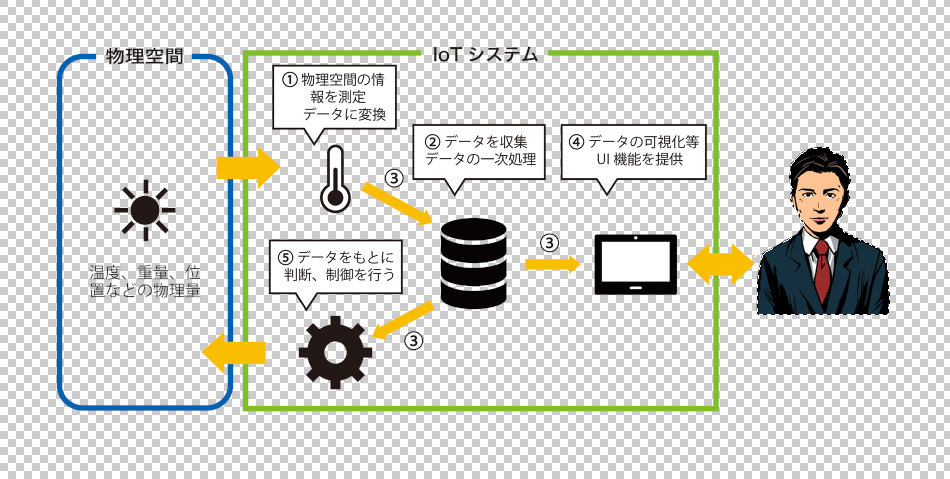 物理空間
IoT システム
① 物理空間の情
報を測定
データに変換
② データを収集
データの一次処理
④ データの可視化等
UI 機能を提供
③
③
⑤ データをもとに
判断、制御を行う
温度、重量、位
置などの物理量
③